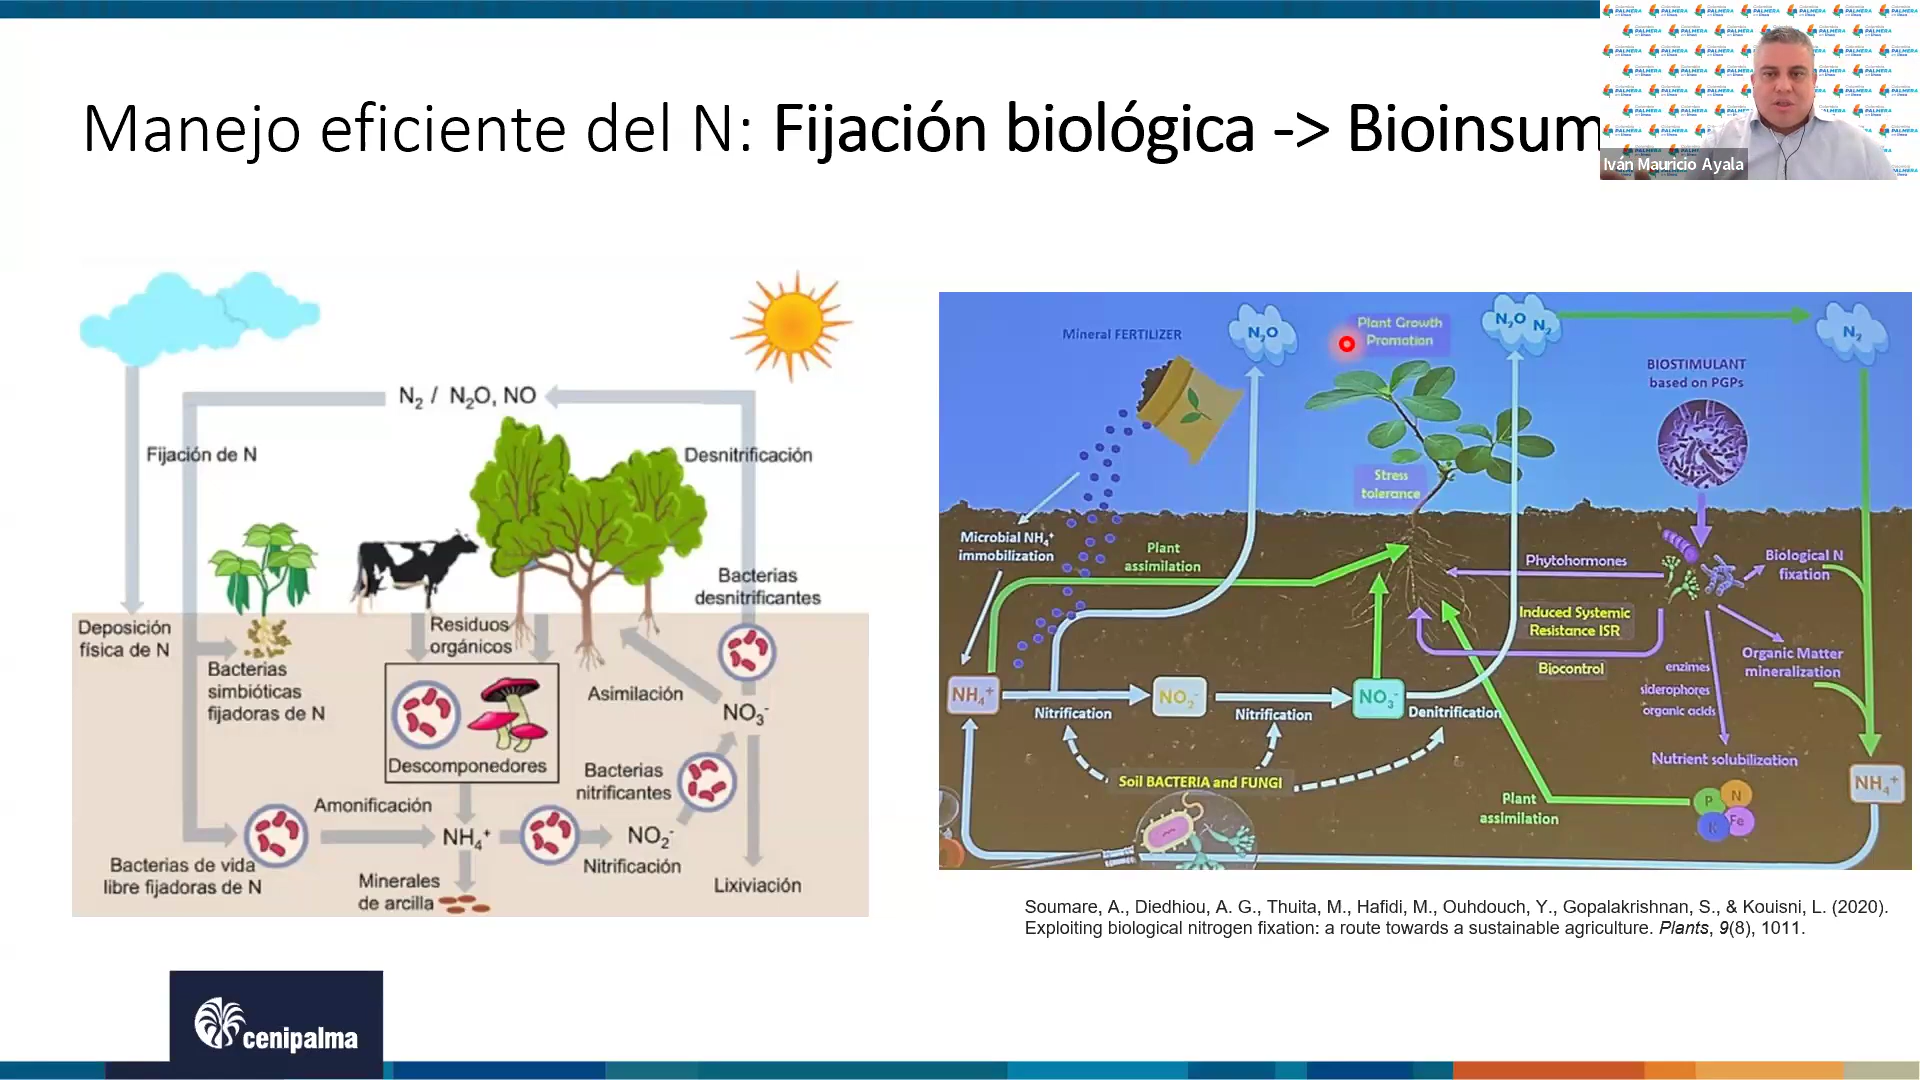 Manejo eficiente del N: Fijación biológica -> Bioinsum
Iván Mauricio Ayala
N2 / N2O, NO
Fijación de N
Desnitrificación
Bacterias
desnitrificantes
Deposición
física de N
Residuos
orgánicos
Bacterias
simbióticas
fijadoras de N
Asimilación
NO3-
Descomponedores
Bacterias
nitrificantes
Amonificación
NH4+
NO2-
Nitrificación
Bacterias de vida
libre fijadoras de N
Minerales
de arcilla
Lixiviación
Mineral FERTILIZER
N2O
Plant Growth
Promotion
N2O N2
N2
BIOSTIMULANT
based on PGPs
Stress
tolerance
Microbial NH4+
immobilization
Plant
assimilation
Phytohormones
Biological N
fixation
Induced Systemic
Resistance ISR
Biocontrol
Organic Matter
mineralization
enzimes
siderophores
organic acids
NH4+
NO2-
NO3-
Nitrification
Nitrification
Denitrification
Nutrient solubilization
Soil BACTERIA and FUNGI
Plant
assimilation
P N
K Fe
NH4+
Soumare, A., Diedhiou, A. G., Thuita, M., Hafidi, M., Ouhdouch, Y., Gopalakrishnan, S., & Kouisni, L. (2020).
Exploiting biological nitrogen fixation: a route towards a sustainable agriculture. Plants, 9(8), 1011.
cenipalma